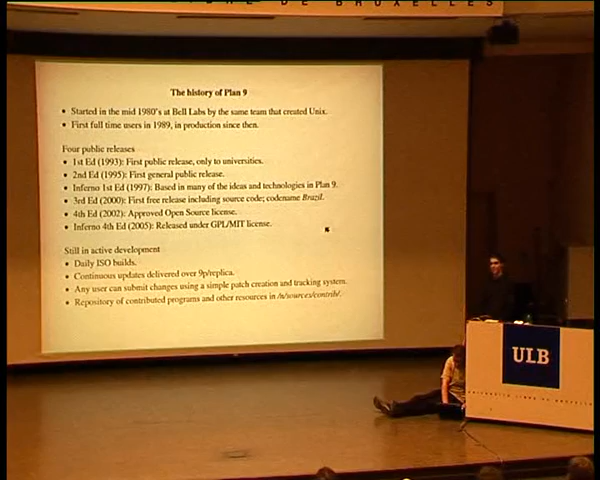 DE BRUXELLES
The history of Plan 9
• Started in the mid 1980's at Bell Labs by the same team that created Unix.
• First full time users in 1989, in production since then.
Four public releases
• 1st Ed (1993): First public release, only to universities.
• 2nd Ed (1995): First general public release.
• Inferno 1st Ed (1997): Based in many of the ideas and technologies in Plan 9.
• 3rd Ed (2000): First free release including source code; codename Brazil.
• 4th Ed (2002): Approved Open Source license.
• Inferno 4th Ed (2005): Released under GPL/MIT license.
Still in active development
• Daily ISO builds.
• Continuous updates delivered over 9p/replica.
• Any user can submit changes using a simple patch creation and tracking system.
• Repository of contributed programs and other resources in /n/sources/contrib/.
ULB
UNIVERSITÉ LIBRE DE BRUXELLES